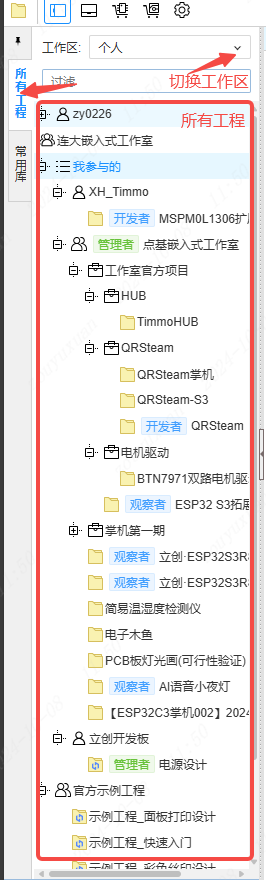 工作区:
个人
所有工程
常用库
过滤
切换工作区
所有工程
zy0226
连大嵌入式工作室
我参与的
XH_Timmo
开发者 MSPM0L1306扩展
管理者 点基嵌入式工作室
工作室官方项目
HUB
TimmoHUB
QRSteam
QRSteam掌机
QRSteam-S3
开发者 QRSteam
电机驱动
BTN7971双路电机驱
观察者 ESP32 S3拓展
掌机第一期
观察者 立创·ESP32S3R8
观察者 立创·ESP32S3R8
简易温湿度检测仪
电子木鱼
PCB板灯光画(可行性验证)
观察者 AI语音小夜灯
【ESP32C3掌机002】2024
立创开发板
管理者 电源设计
官方示例工程
示例工程_面板打印设计
示例工程_快速入门
示例工程_彩色丝印设计